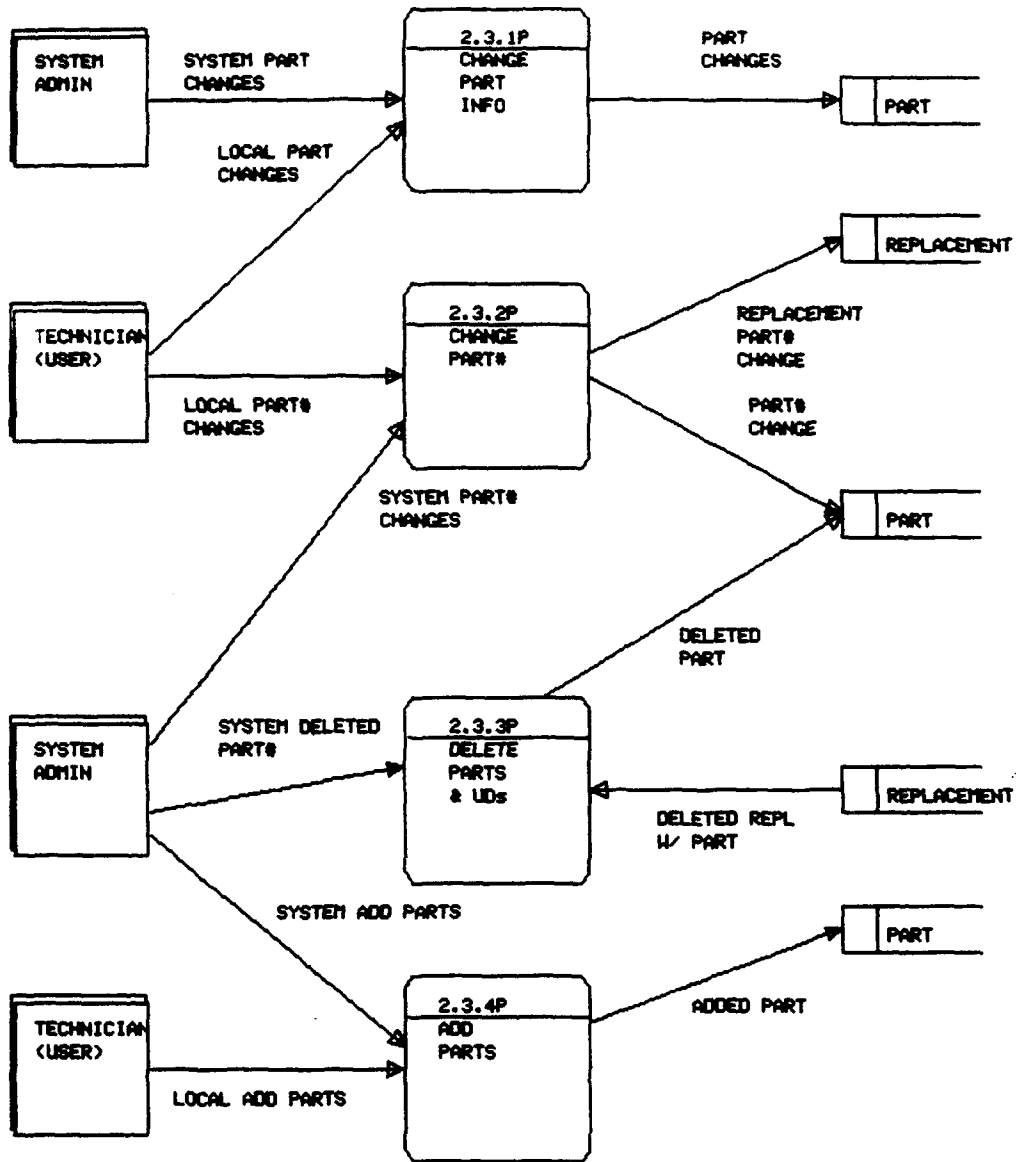 SYSTEM
ADMIN
SYSTEM PART
CHANGES
2.3.1P
CHANGE
PART
INFO
PART
CHANGES
PART
LOCAL PART
CHANGES
REPLACEMENT
TECHNICIAN
(USER)
2.3.2P
CHANGE
PART#
REPLACEMENT
PART#
CHANGE
LOCAL PART#
CHANGES
PART#
CHANGE
SYSTEM PART#
CHANGES
PART
DELETED
PART
SYSTEM
ADMIN
SYSTEM DELETED
PART#
2.3.3P
DELETE
PARTS
& UDs
REPLACEMENT
DELETED REPL
W/ PART
SYSTEM ADD PARTS
PART
TECHNICIAN
(USER)
2.3.4P
ADD
PARTS
ADDED PART
LOCAL ADD PARTS